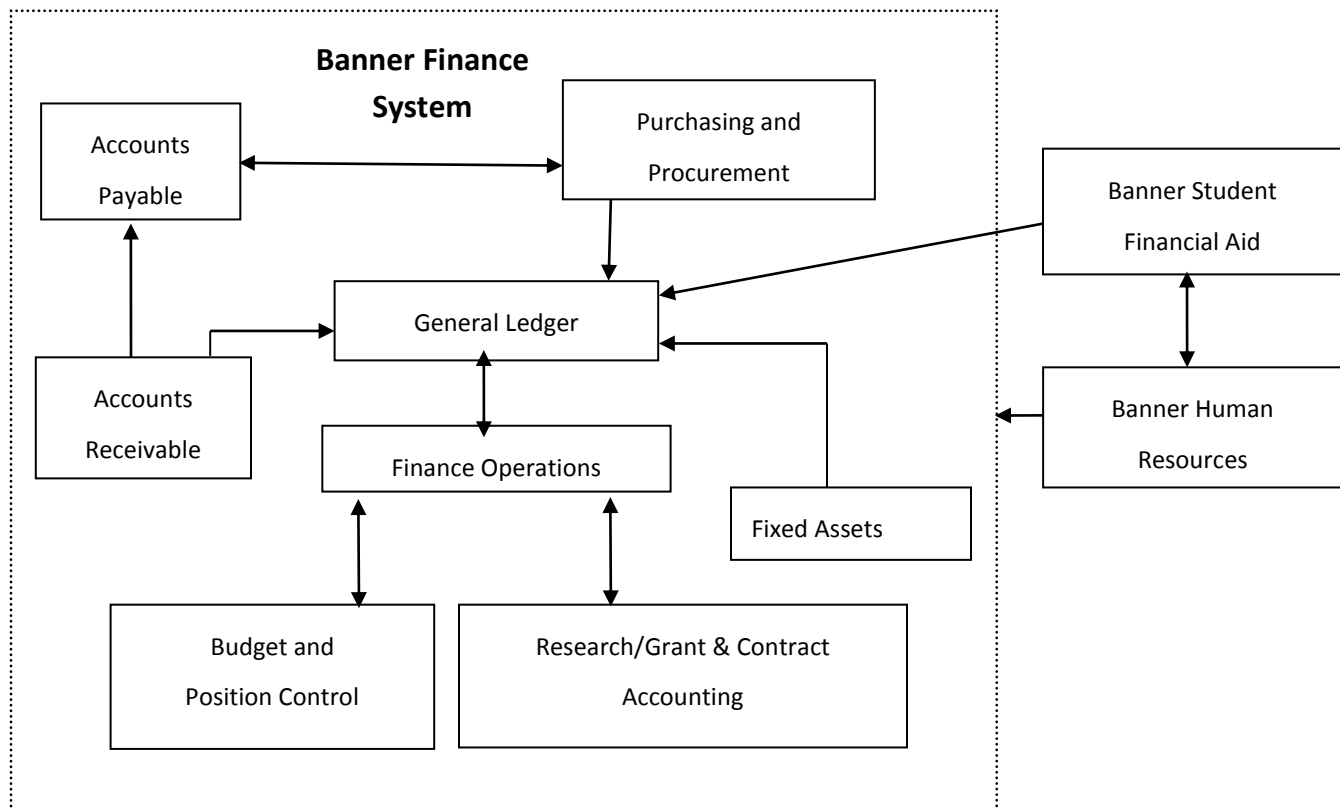 Banner Finance
System
Accounts
Payable
Purchasing and
Procurement
Banner Student
Financial Aid
General Ledger
Accounts
Receivable
Banner Human
Resources
Finance Operations
Fixed Assets
Budget and
Position Control
Research/Grant & Contract
Accounting